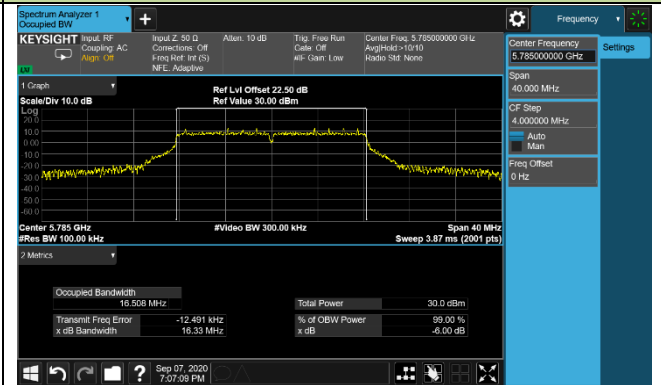 Spectrum Analyzer 1
Occupied BW
+
Frequency
KEYSIGHT
Input: RF
Coupling: AC
Align: Off
Input Z: 50 Ω
Corrections: Off
Freq Ref: Int (S)
NFE: Adaptive
Atten: 10 dB
Trig: Free Run
Gate: Off
#IF Gain: Low
Center Freq: 5.785000000 GHz
Avg|Hold:>10/10
Radio Std: None
Center Frequency
5.785000000 GHz
Settings
Span
40.000 MHz
CF Step
4.000000 MHz
Auto
Man
Freq Offset
0 Hz
1 Graph
Scale/Div 10.0 dB
Ref Lvl Offset 22.50 dB
Ref Value 30.00 dBm
Log
20.0
10.0
0.00
-10.0
-20.0
-30.0
-40.0
-50.0
-60.0
Center 5.785 GHz
#Res BW 100.00 kHz
#Video BW 300.00 kHz
Span 40 MHz
Sweep 3.87 ms (2001 pts)
2 Metrics
Occupied Bandwidth
16.508 MHz
Total Power 30.0 dBm
Transmit Freq Error -12.491 kHz
% of OBW Power 99.00 %
x dB Bandwidth 16.33 MHz
x dB -6.00 dB
?
Sep 07, 2020
7:07:09 PM